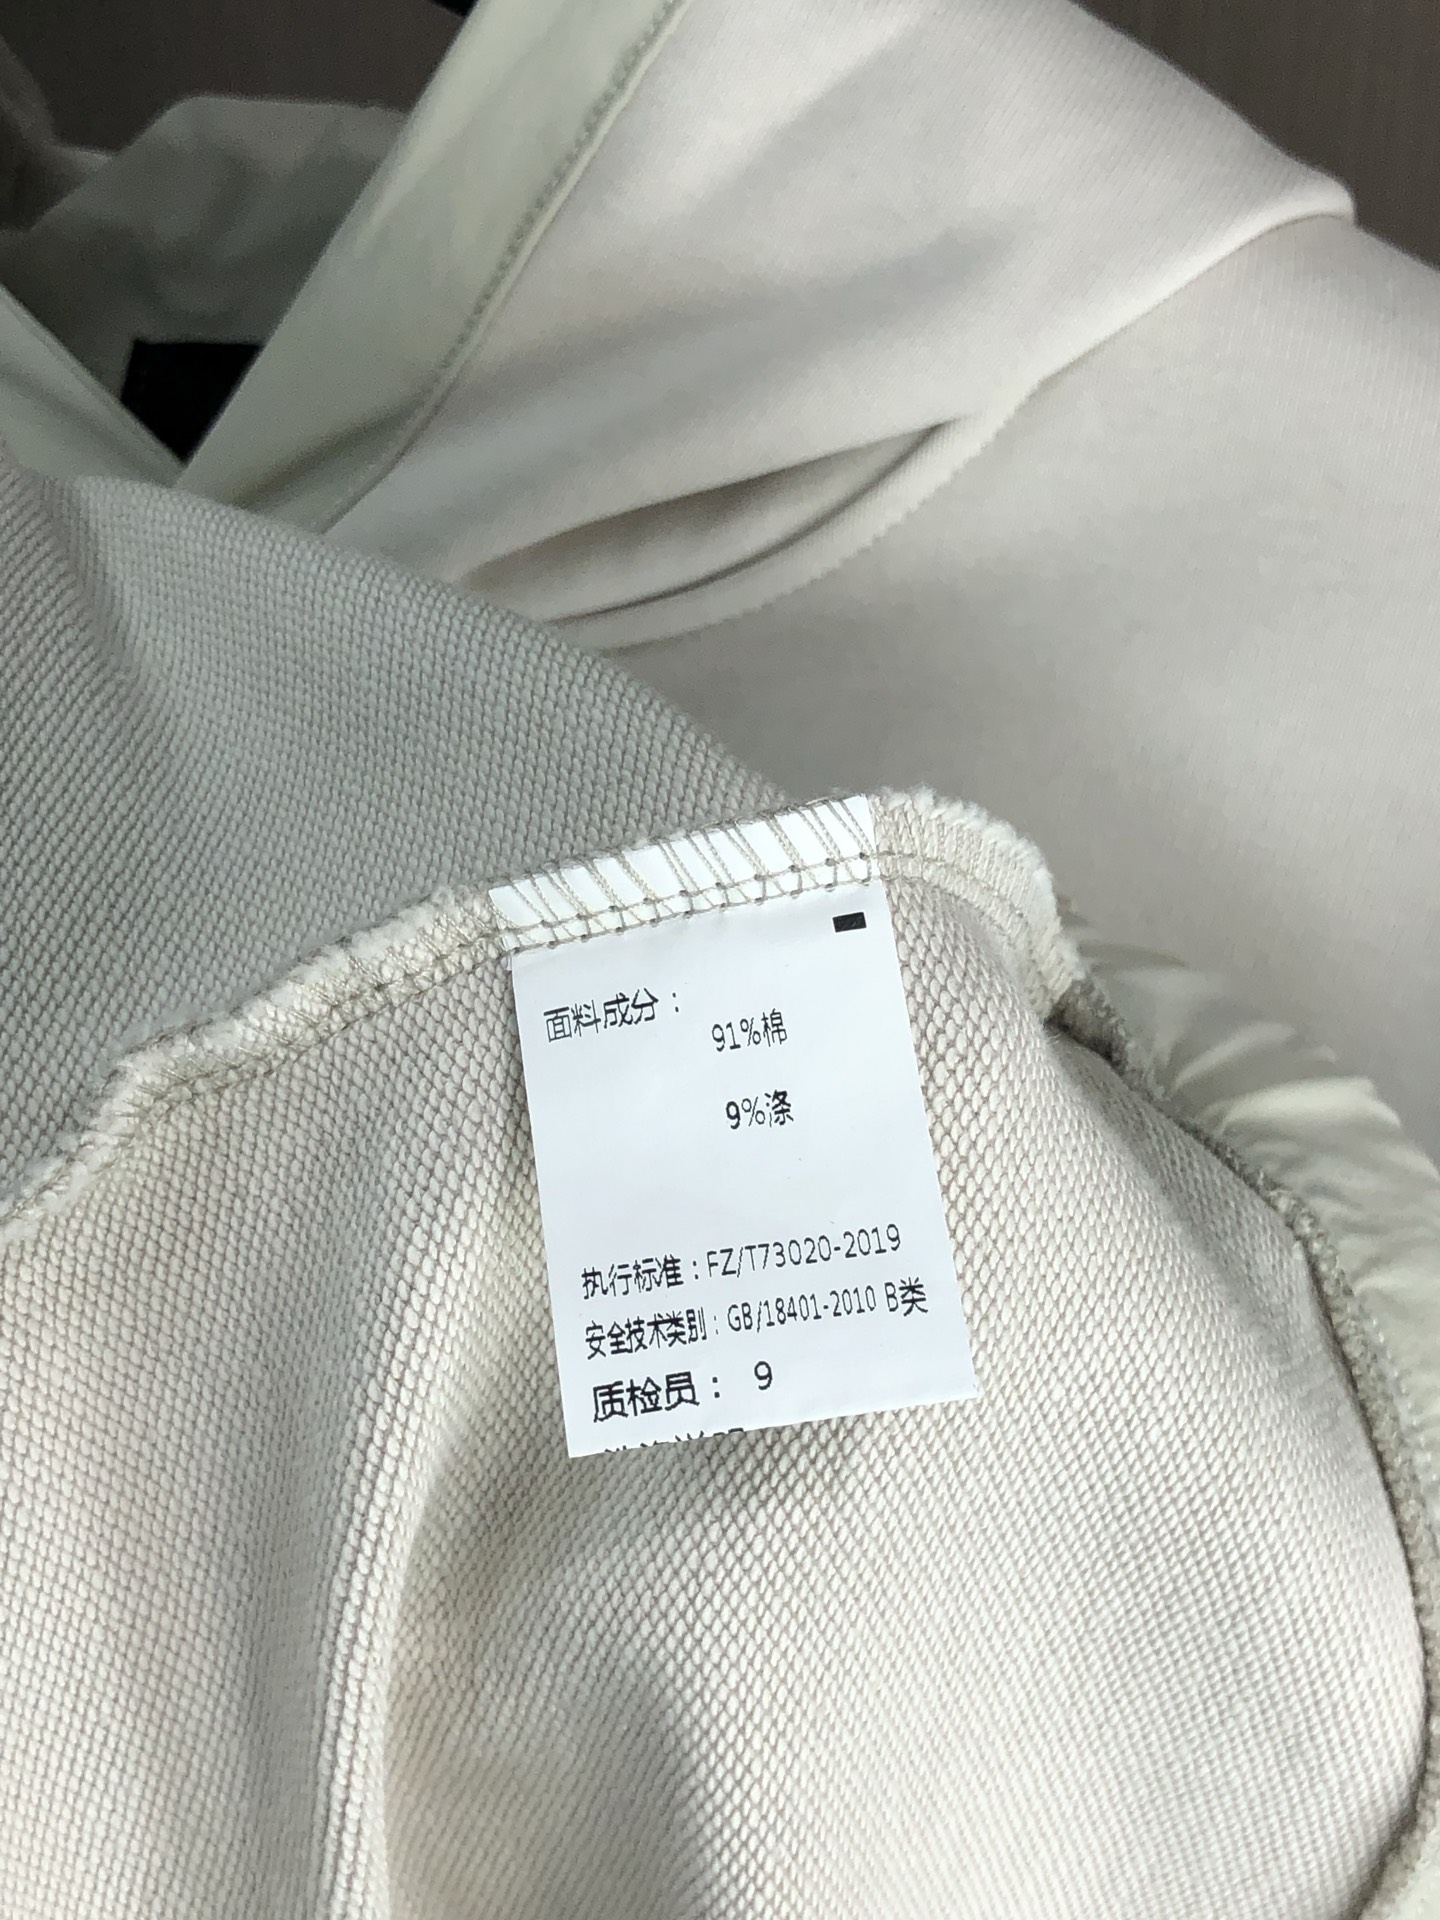 面料成分：
91%棉
9%涤
执行标准：FZ/T73020-2019
安全技术类别：GB/18401-2010 B类
质检员： 9